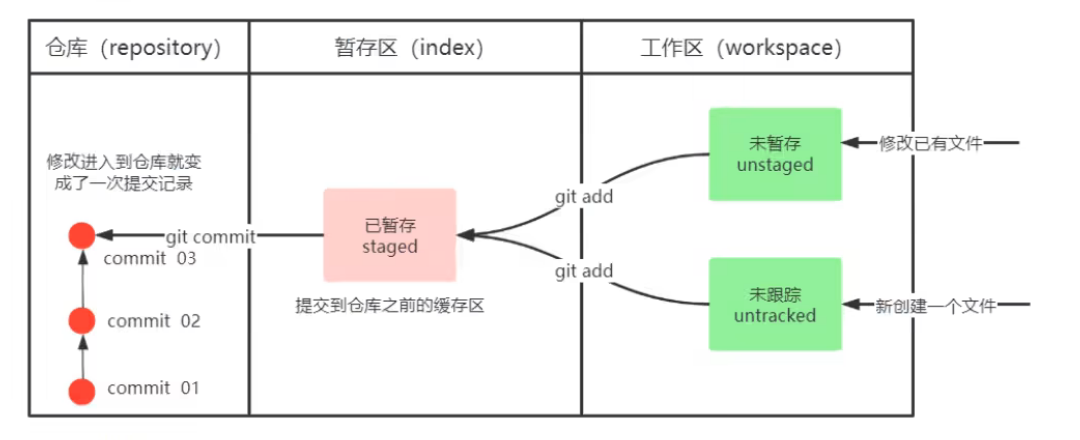 仓库（repository）
暂存区（index）
工作区（workspace）
修改进入到仓库就变
成了一次提交记录
git commit
commit 03
commit 02
commit 01
已暂存
staged
提交到仓库之前的缓存区
git add
git add
未暂存
unstaged
修改已有文件
未跟踪
untracked
新创建一个文件